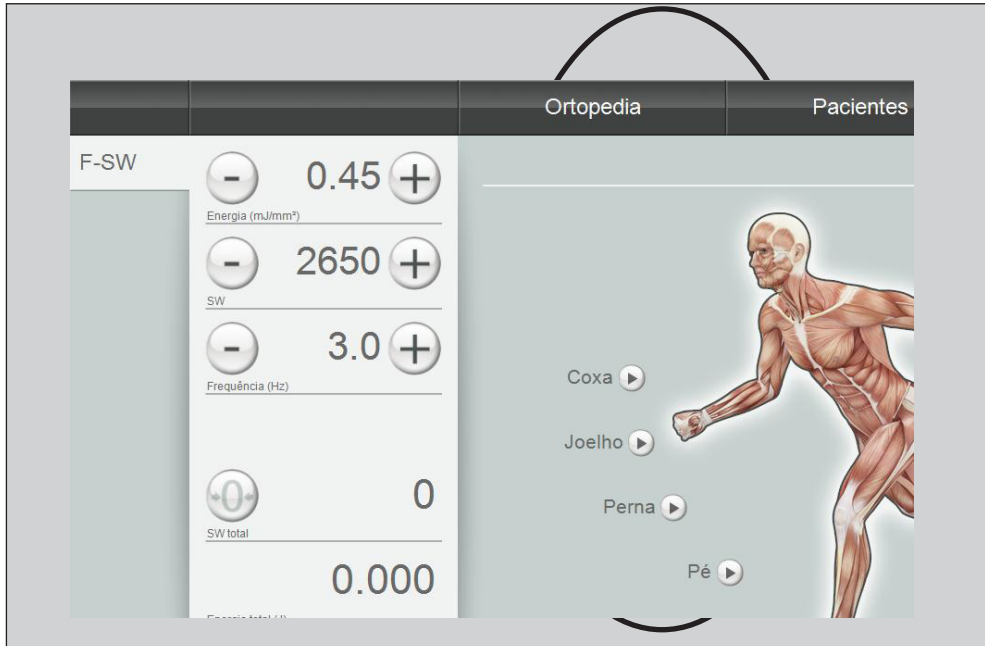 Ortopedia Pacientes
F-SW
- 0.45 +
Energia (mJ/mm²)
- 2650 +
SW
- 3.0 +
Frequência (Hz)
Coxa
Joelho
Perna
Pé
0 0
SW total
0.000